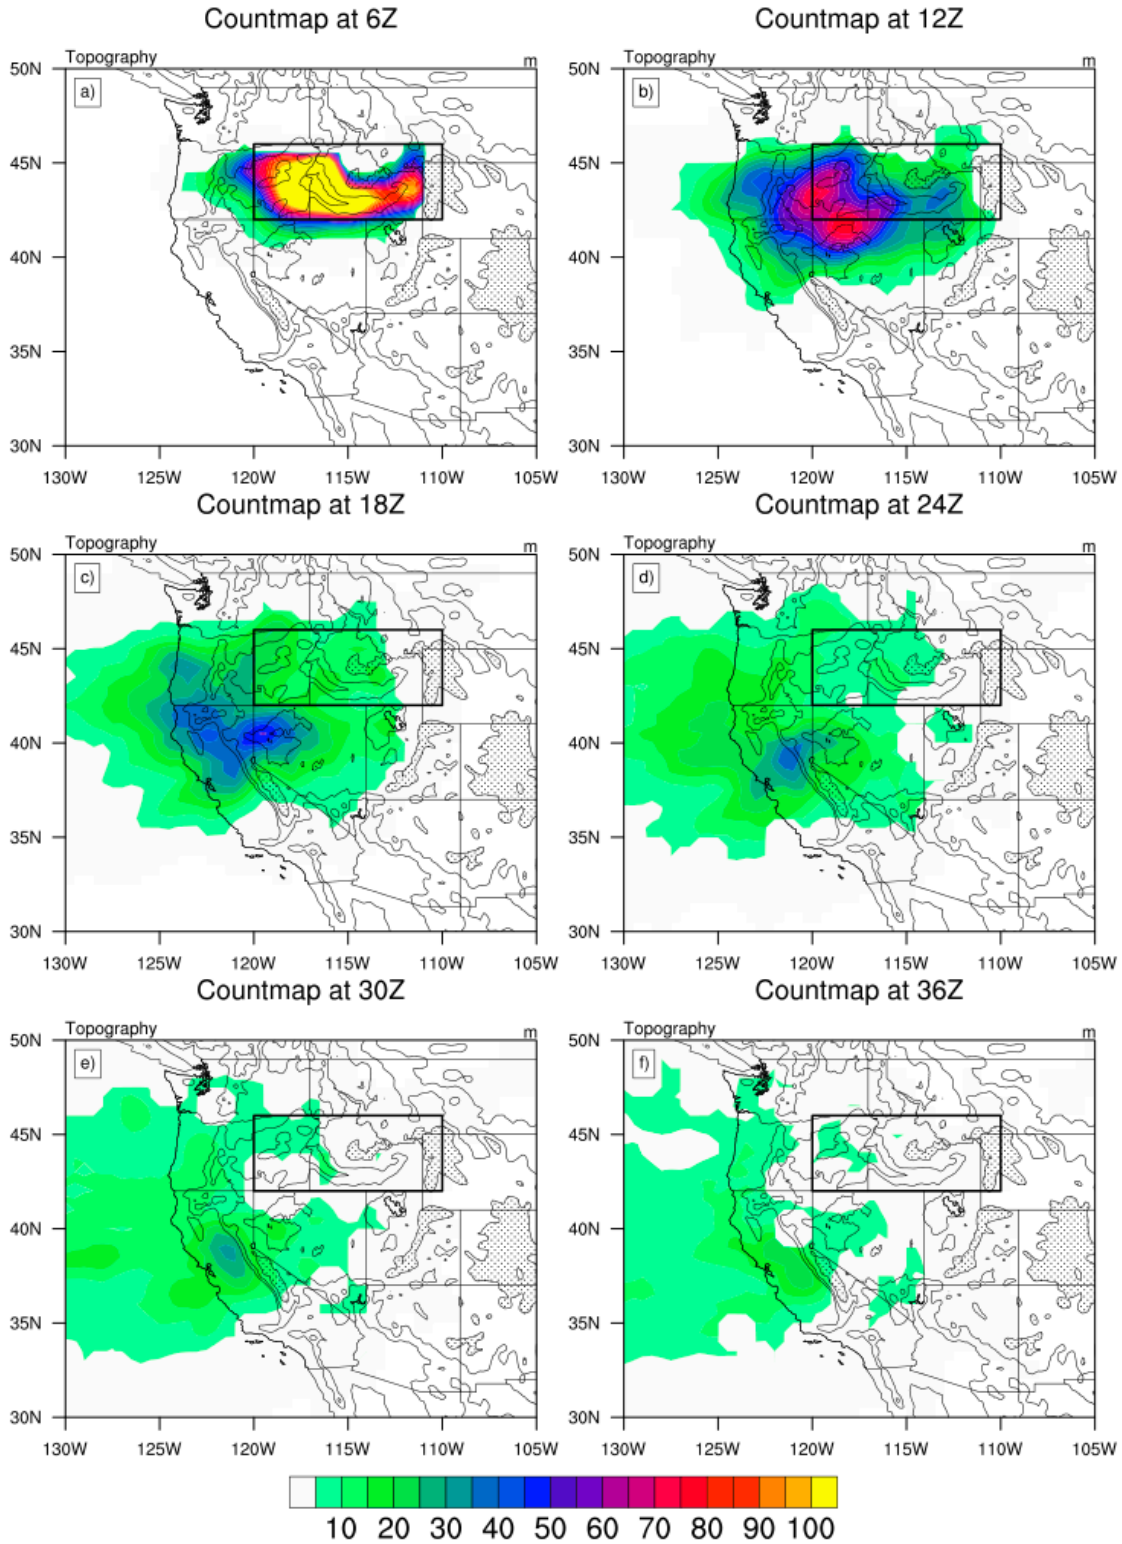 Countmap at 6Z
Countmap at 12Z
Topography m
Topography m
50N
a)
45N
40N
35N
30N
130W 125W 120W 115W 110W 105W
50N
b)
45N
40N
35N
30N
130W 125W 120W 115W 110W 105W
Countmap at 18Z
Countmap at 24Z
Topography m
Topography m
50N
c)
45N
40N
35N
30N
130W 125W 120W 115W 110W 105W
50N
d)
45N
40N
35N
30N
130W 125W 120W 115W 110W 105W
Countmap at 30Z
Countmap at 36Z
Topography m
Topography m
50N
e)
45N
40N
35N
30N
130W 125W 120W 115W 110W 105W
50N
f)
45N
40N
35N
30N
130W 125W 120W 115W 110W 105W
10 20 30 40 50 60 70 80 90 100